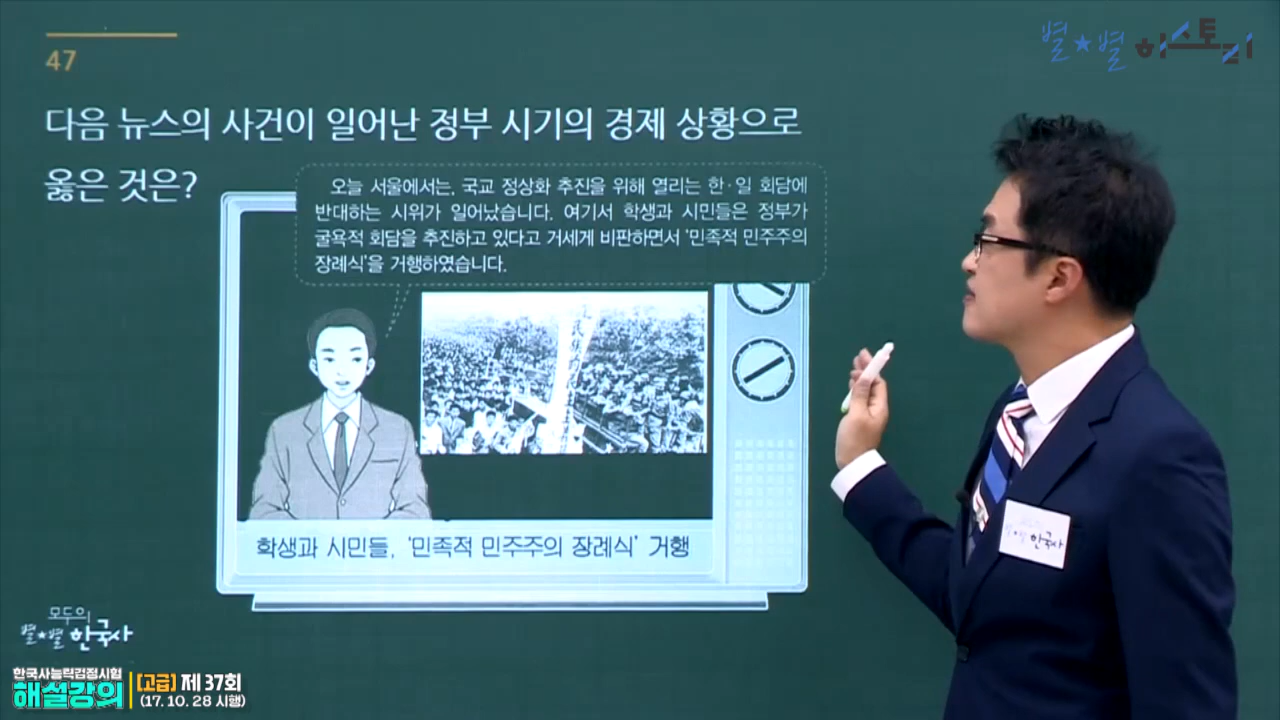 별★별 히스토리
47
다음 뉴스의 사건이 일어난 정부 시기의 경제 상황으로
옳은 것은?
오늘 서울에서는, 국교 정상화 추진을 위해 열리는 한·일 회담에
반대하는 시위가 일어났습니다. 여기서 학생과 시민들은 정부가
굴욕적 회담을 추진하고 있다고 거세게 비판하면서 '민족적 민주주의
장례식'을 거행하였습니다.
학생과 시민들, '민족적 민주주의 장례식' 거행
한국사
모두의
별★별 한국사
한국사능력검정시험
해설강의
[고급] 제 37회
(17. 10. 28 시행)